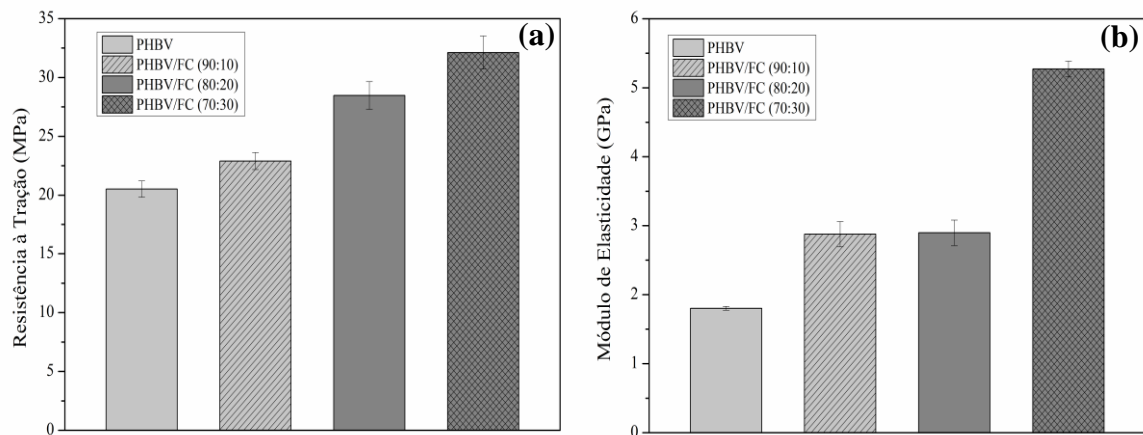 (a)
Resistência à Tração (MPa)
35
30
25
20
15
10
5
0
PHBV
PHBV/FC (90:10)
PHBV/FC (80:20)
PHBV/FC (70:30)
(b)
Módulo de Elasticidade (GPa)
6
5
4
3
2
1
0
PHBV
PHBV/FC (90:10)
PHBV/FC (80:20)
PHBV/FC (70:30)